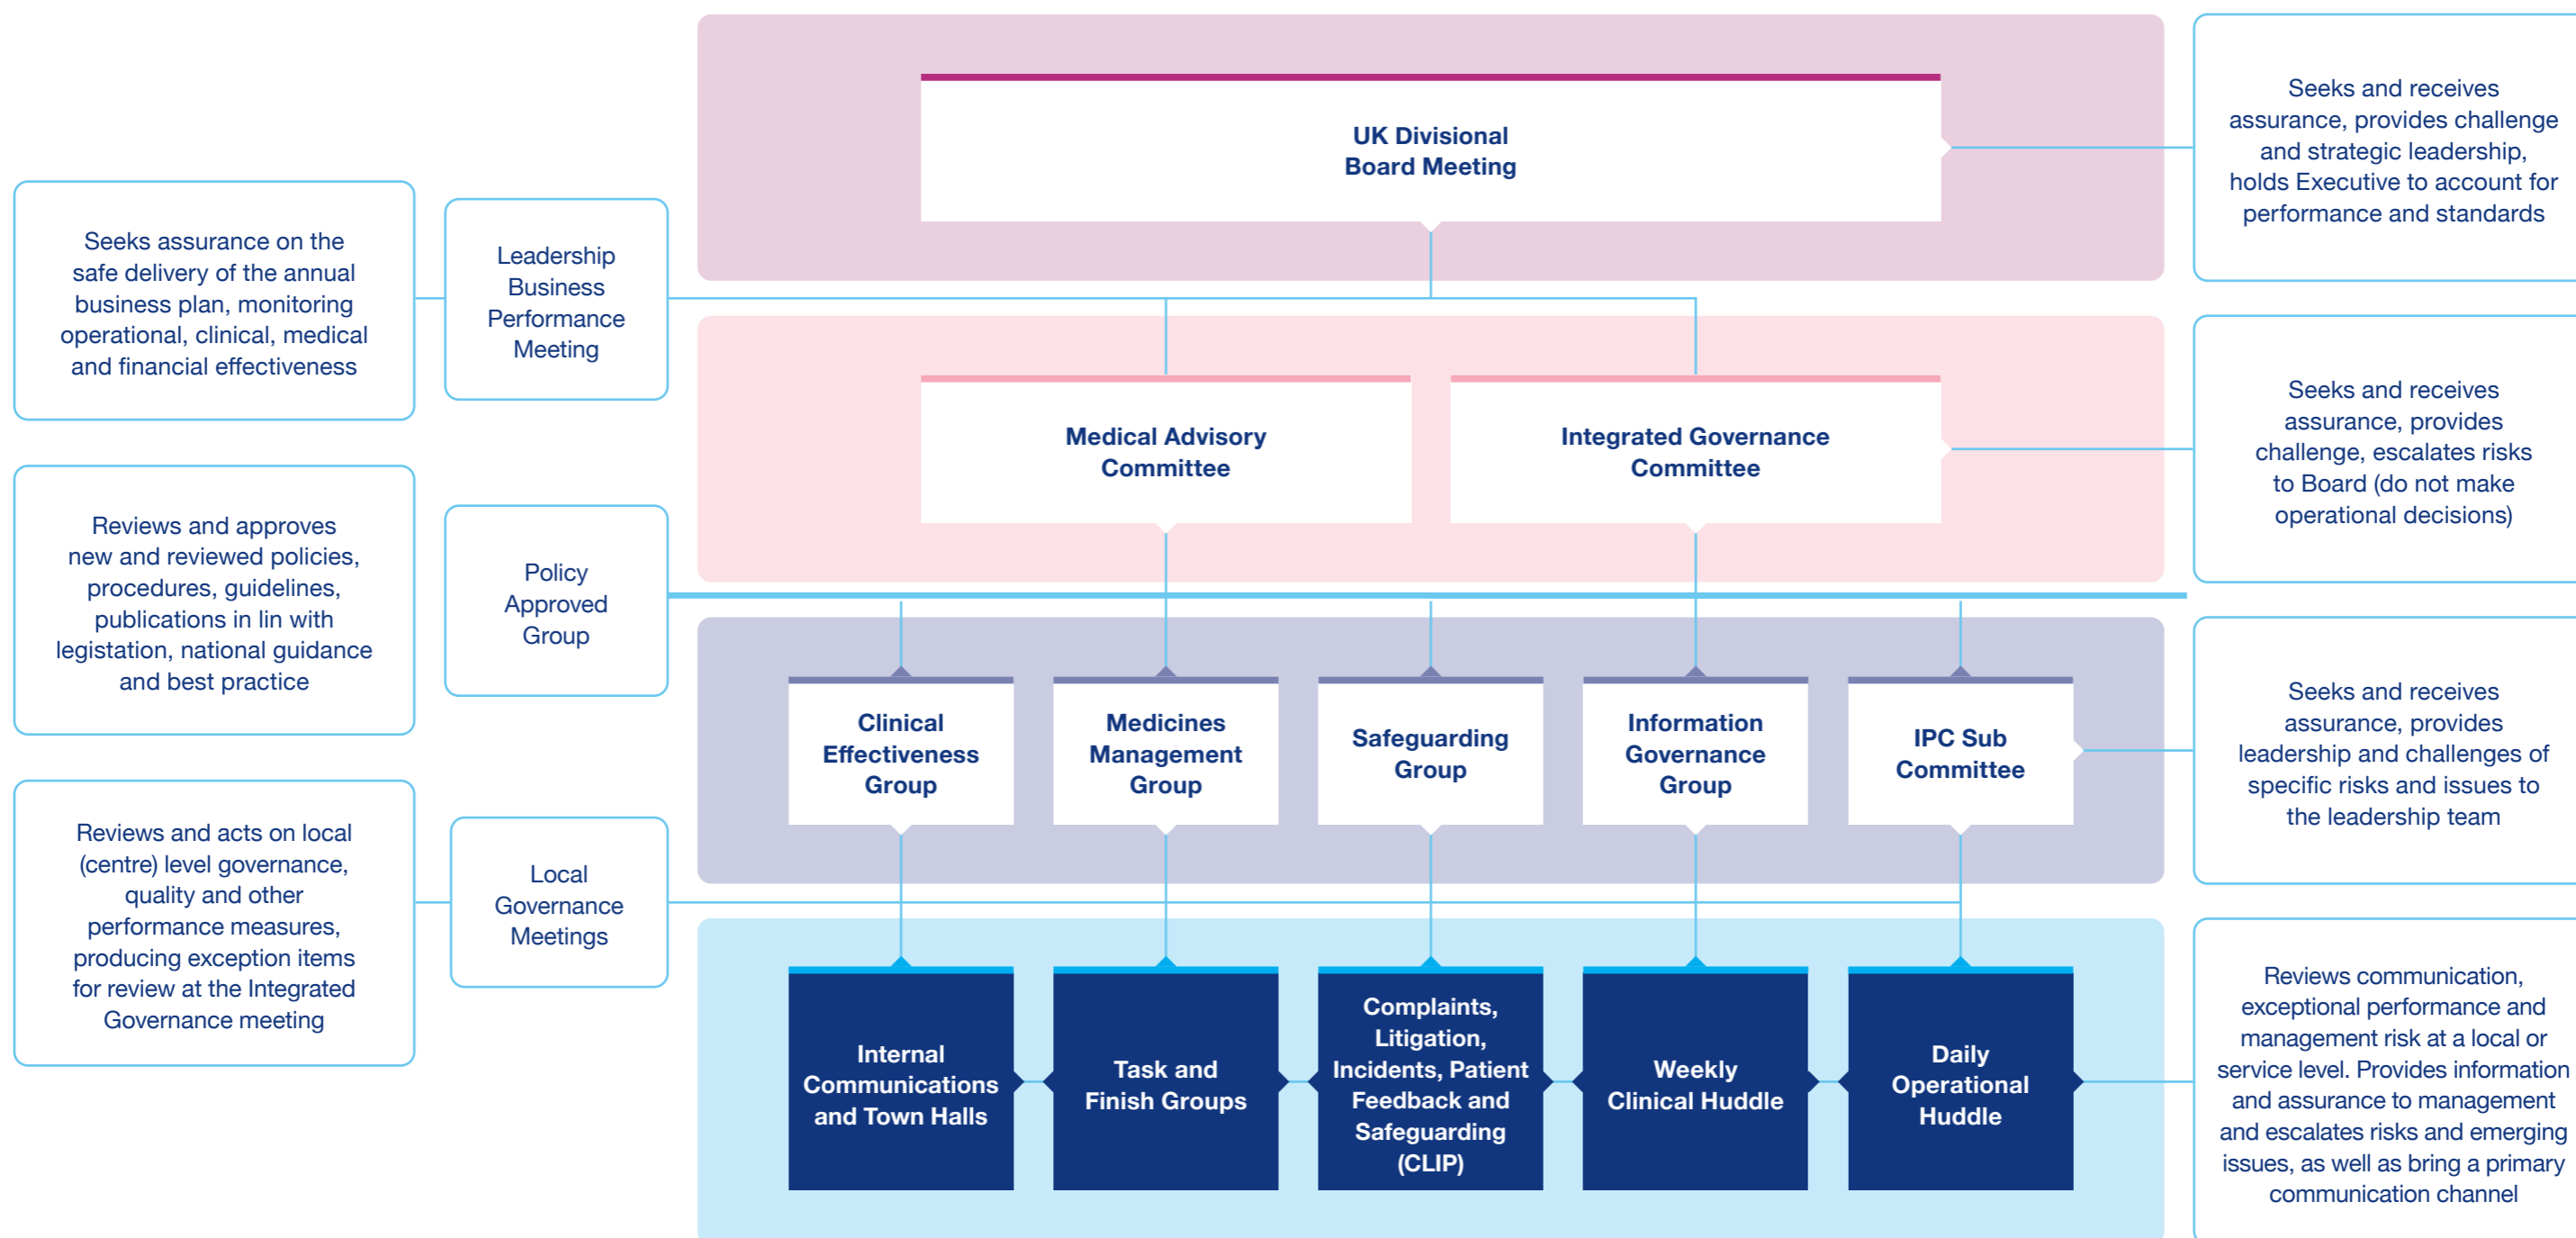 UK Divisional
Board Meeting
Seeks and receives
assurance, provides challenge
and strategic leadership,
holds Executive to account for
performance and standards
Seeks assurance on the
safe delivery of the annual
business plan, monitoring
operational, clinical, medical
and financial effectiveness
Leadership
Business
Performance
Meeting
Medical Advisory
Committee
Integrated Governance
Committee
Seeks and receives
assurance, provides
challenge, escalates risks
to Board (do not make
operational decisions)
Reviews and approves
new and reviewed policies,
procedures, guidelines,
publications in lin with
legistation, national guidance
and best practice
Policy
Approved
Group
Clinical
Effectiveness
Group
Medicines
Management
Group
Safeguarding
Group
Information
Governance
Group
IPC Sub
Committee
Seeks and receives
assurance, provides
leadership and challenges of
specific risks and issues to
the leadership team
Reviews and acts on local
(centre) level governance,
quality and other
performance measures,
producing exception items
for review at the Integrated
Governance meeting
Local
Governance
Meetings
Internal
Communications
and Town Halls
Task and
Finish Groups
Complaints,
Litigation,
Incidents, Patient
Feedback and
Safeguarding
(CLIP)
Weekly
Clinical Huddle
Daily
Operational
Huddle
Reviews communication,
exceptional performance and
management risk at a local or
service level. Provides information
and assurance to management
and escalates risks and emerging
issues, as well as bring a primary
communication channel